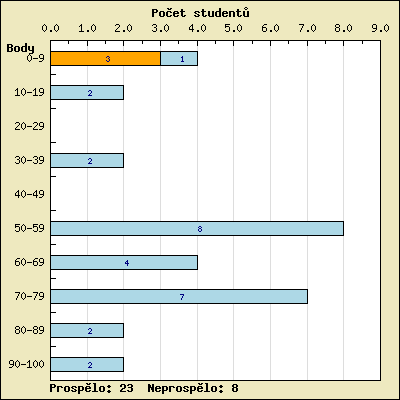 Počet studentů
0.0 1.0 2.0 3.0 4.0 5.0 6.0 7.0 8.0 9.0
Body
0-9 3 1
10-19 2
20-29
30-39 2
40-49
50-59 8
60-69 4
70-79 7
80-89 2
90-100 2
Prospělo: 23 Neprospělo: 8